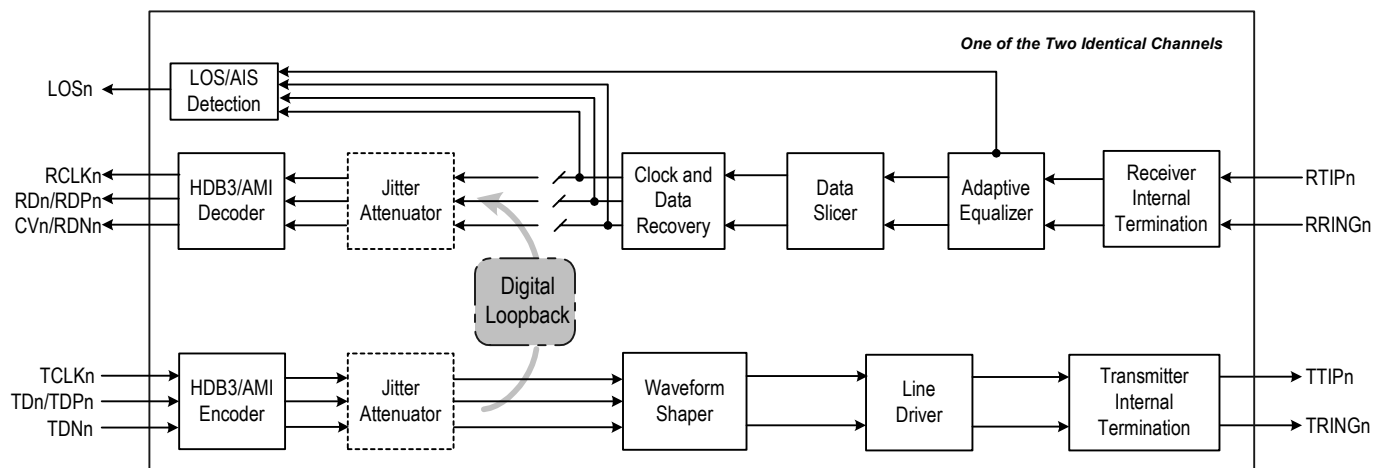 One of the Two Identical Channels
LOSn
LOS/AIS
Detection
RCLKn
RDn/RDPn
CVn/RDNn
HDB3/AMI
Decoder
Jitter
Attenuator
Clock and
Data
Recovery
Data
Slicer
Adaptive
Equalizer
Receiver
Internal
Termination
RTIPn
RRINGn
Digital
Loopback
TCLKn
TDn/TDPn
TDNn
HDB3/AMI
Encoder
Jitter
Attenuator
Waveform
Shaper
Line
Driver
Transmitter
Internal
Termination
TTIPn
TRINGn